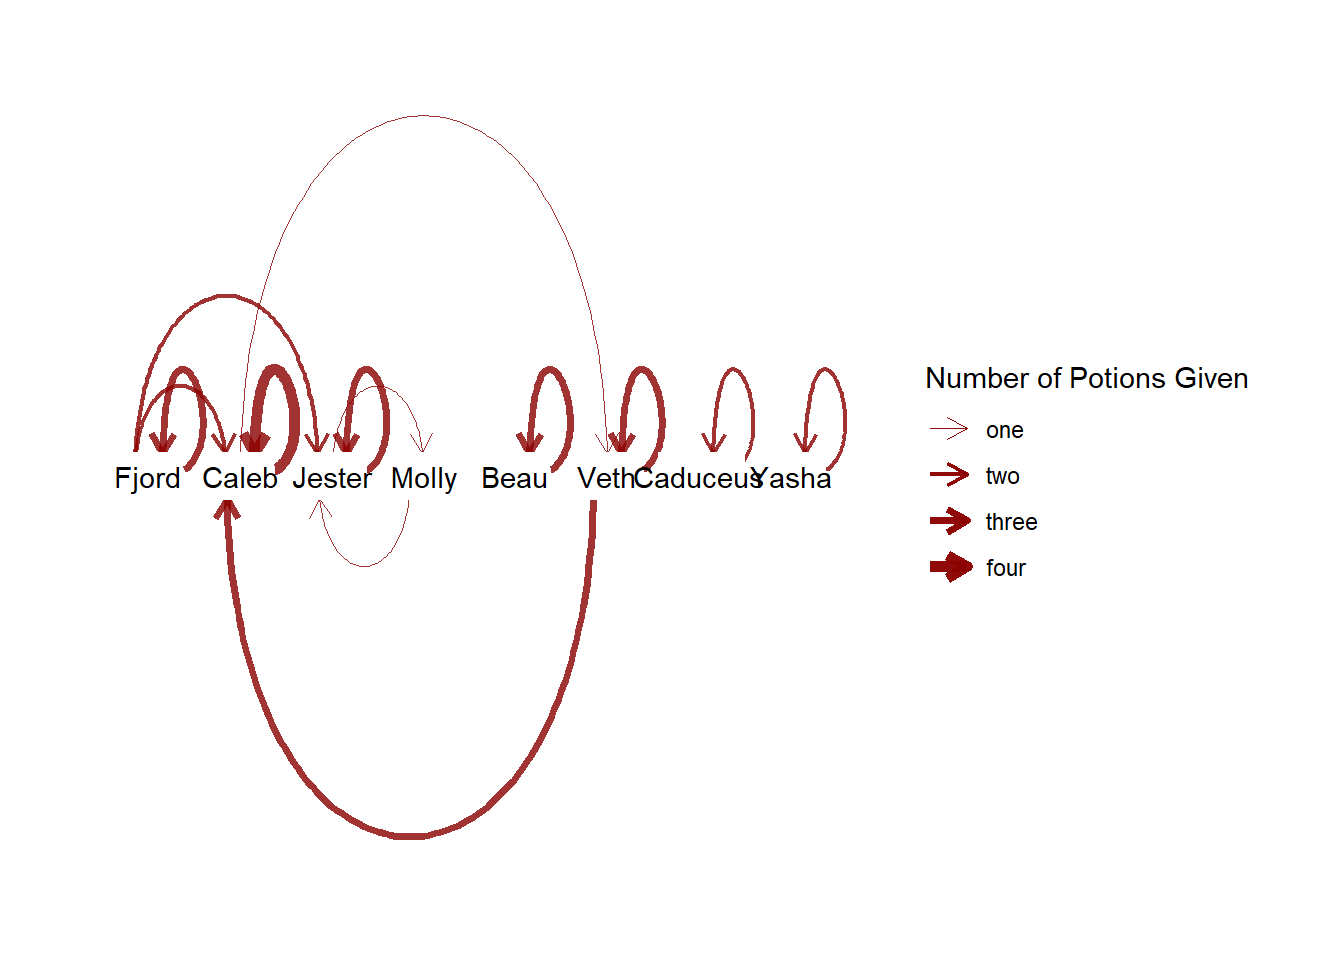 Number of Potions Given
one
two
three
four
Fjord Caleb Jester Molly Beau Veth Caduceus Yasha